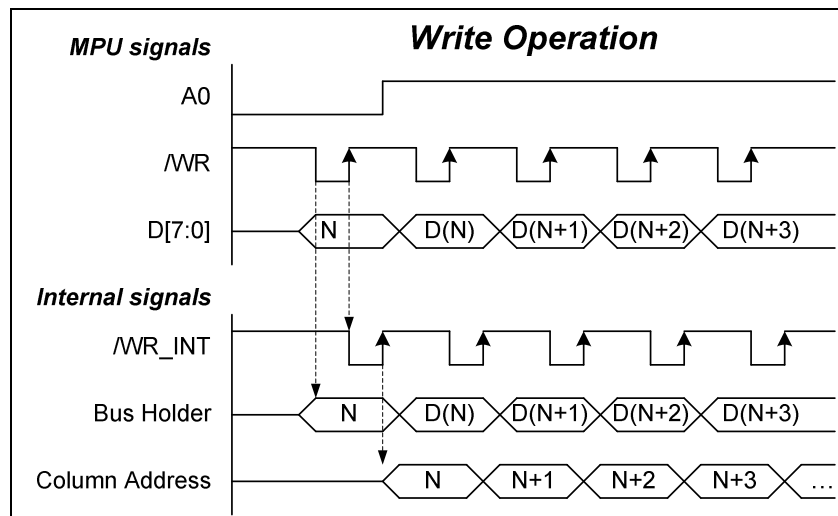 MPU signals Write Operation
A0
/WR
D[7:0] N D(N) D(N+1) D(N+2) D(N+3)
Internal signals
/WR_INT
Bus Holder N D(N) D(N+1) D(N+2) D(N+3)
Column Address N N+1 N+2 N+3 ...